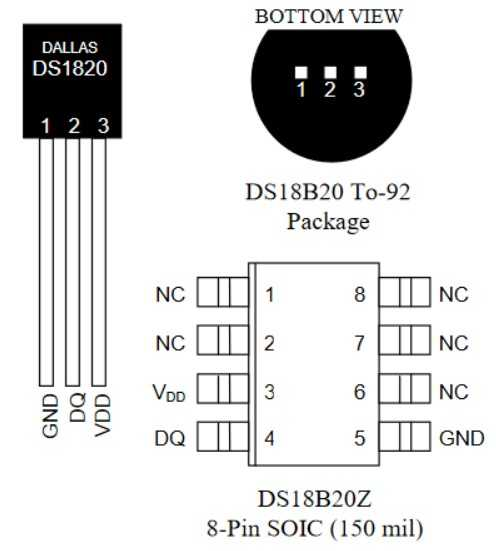 DALLAS
DS1820
1 2 3
GND
DQ
VDD
BOTTOM VIEW
1 2 3
DS18B20 To-92
Package
NC 1 8 NC
NC 2 7 NC
VDD 3 6 NC
DQ 4 5 GND
DS18B20Z
8-Pin SOIC (150 mil)